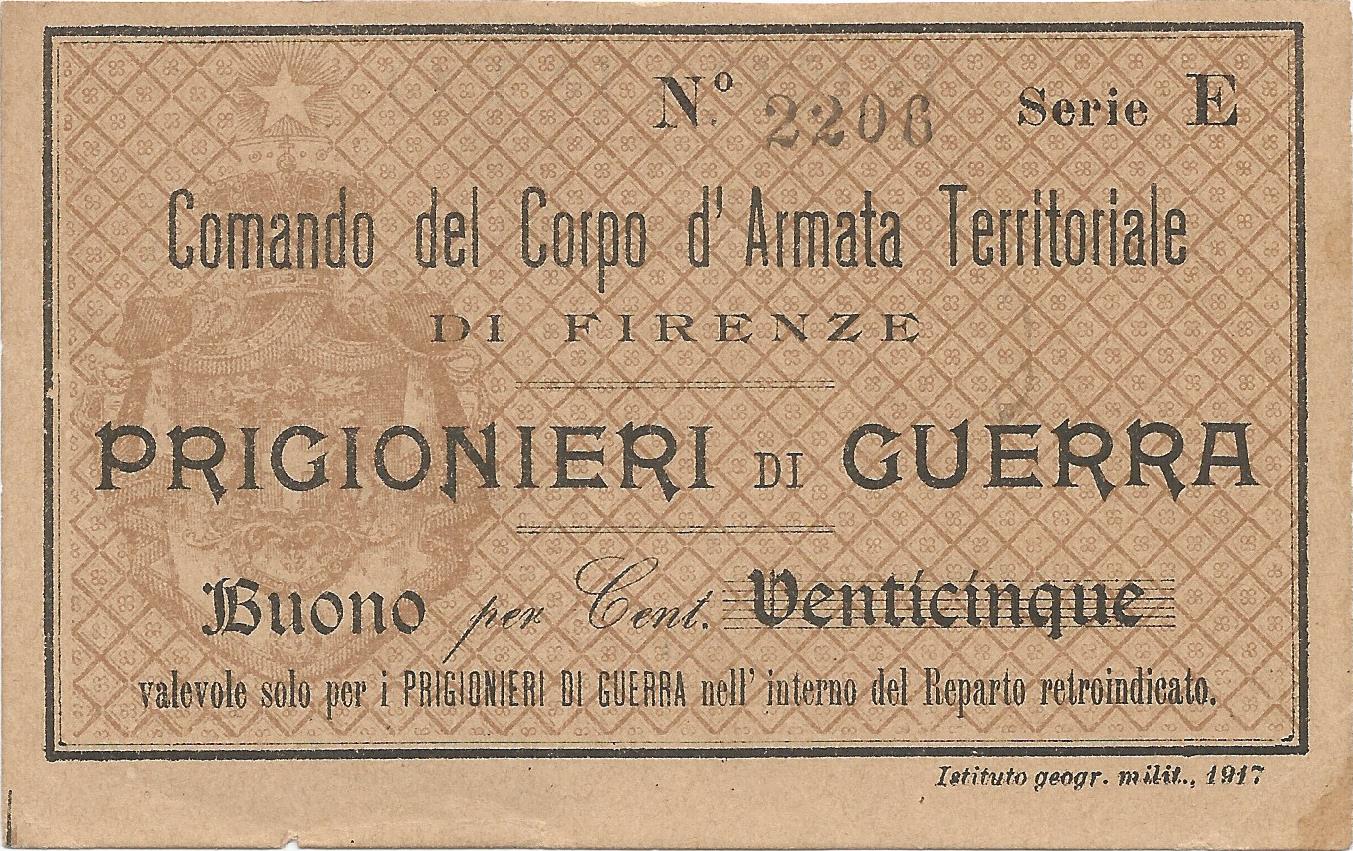 Nº 2206 Serie E
Comando del Corpo d'Armata Territoriale
DI FIRENZE
PRIGIONIERI DI GUERRA
Buono per Cent. Venticinque
valevole solo per i PRIGIONIERI DI GUERRA nell' interno del Reparto retroindicato.
Istituto geogr. milit., 1917